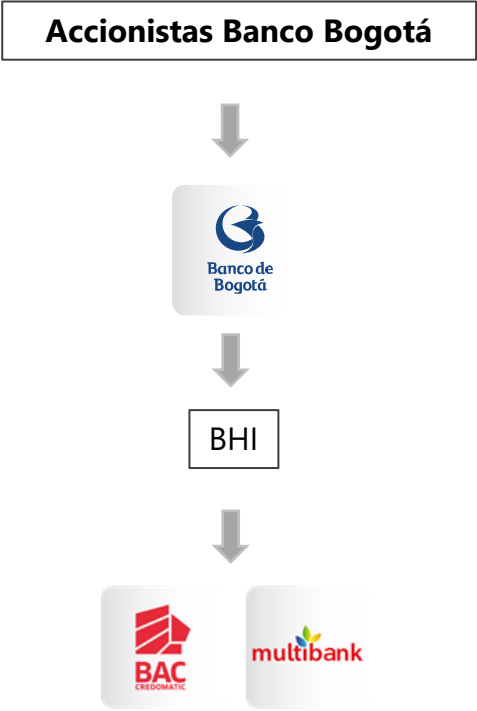 Accionistas Banco Bogotá
Banco de
Bogotá
BHI
BAC
CREDOMATIC
multibank